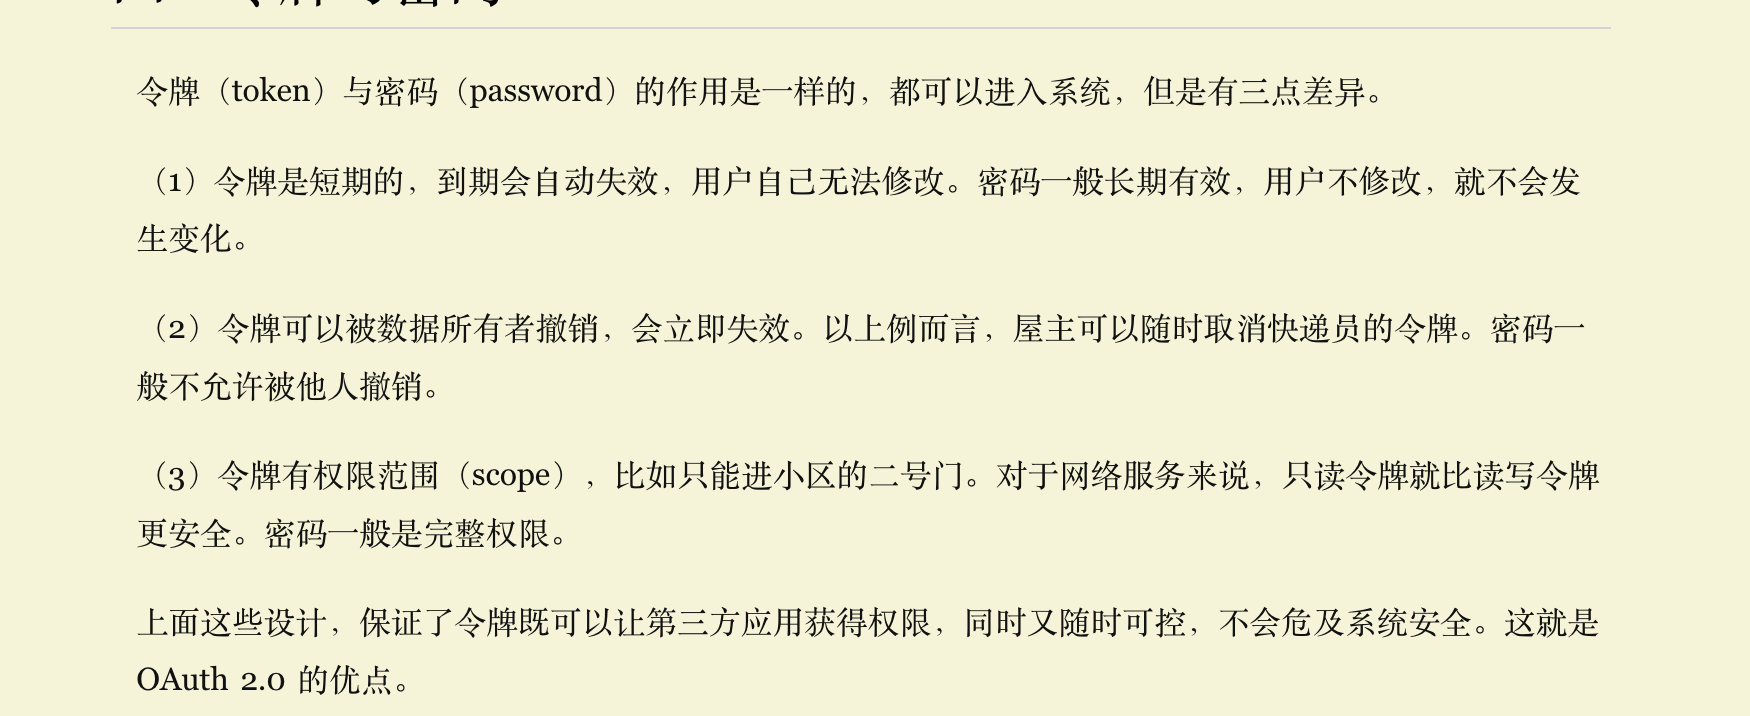 令牌（token）与密码（password）的作用是一样的，都可以进入系统，但是有三点差异。
（1）令牌是短期的，到期会自动失效，用户自己无法修改。密码一般长期有效，用户不修改，就不会发
生变化。
（2）令牌可以被数据所有者撤销，会立即失效。以上例而言，屋主可以随时取消快递员的令牌。密码一
般不允许被他人撤销。
（3）令牌有权限范围（scope），比如只能进小区的二号门。对于网络服务来说，只读令牌就比读写令牌
更安全。密码一般是完整权限。
上面这些设计，保证了令牌既可以让第三方应用获得权限，同时又随时可控，不会危及系统安全。这就是
OAuth 2.0 的优点。